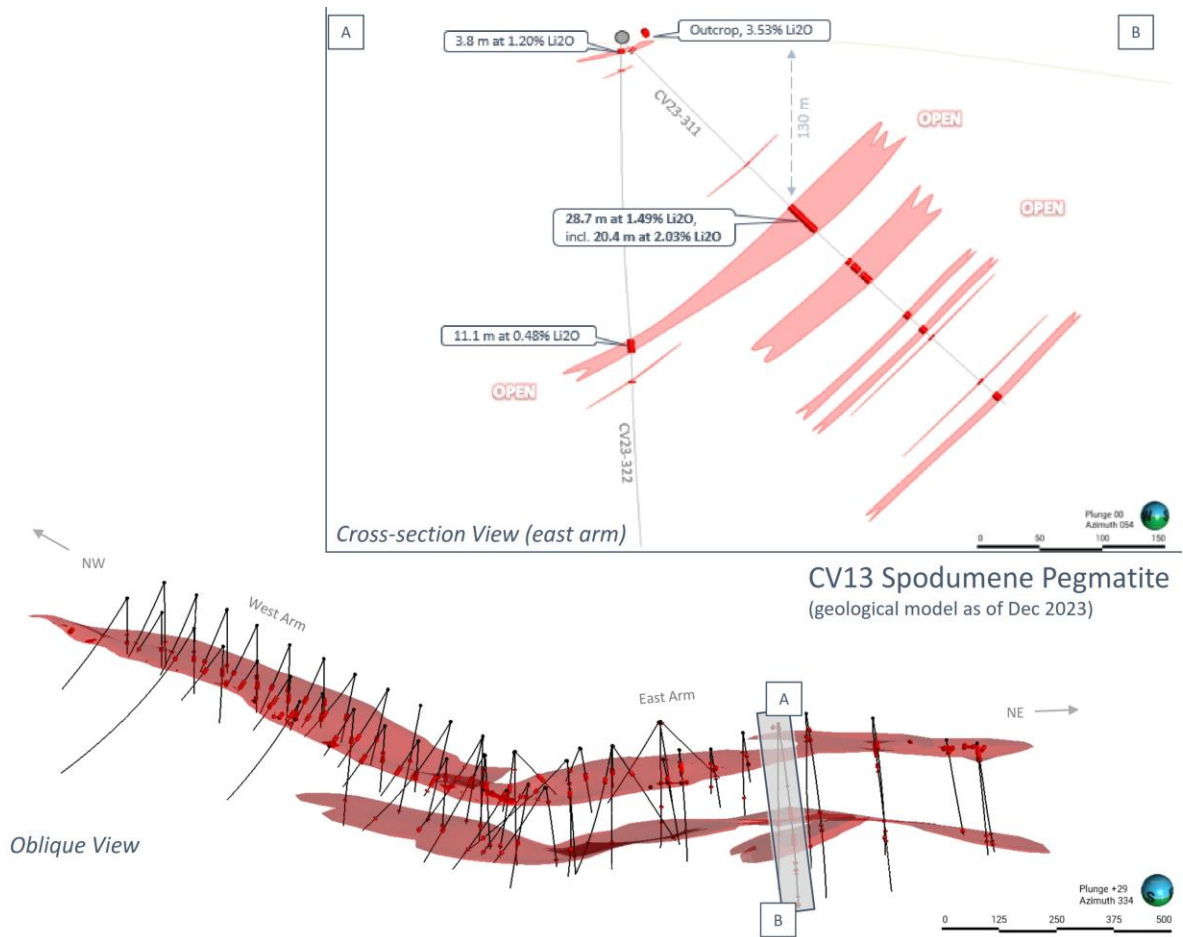 A
B
3.8 m at 1.20% Li2O
Outcrop, 3.53% Li2O
CV23-311
130 m
OPEN
OPEN
28.7 m at 1.49% Li2O,
incl. 20.4 m at 2.03% Li2O
11.1 m at 0.48% Li2O
OPEN
CV23-322
Cross-section View (east arm)
Plunge 00
Azimuth 054
0 50 100 150
CV13 Spodumene Pegmatite
(geological model as of Dec 2023)
NW
West Arm
East Arm
A
NE
Oblique View
B
Plunge +29
Azimuth 334
0 125 250 375 500